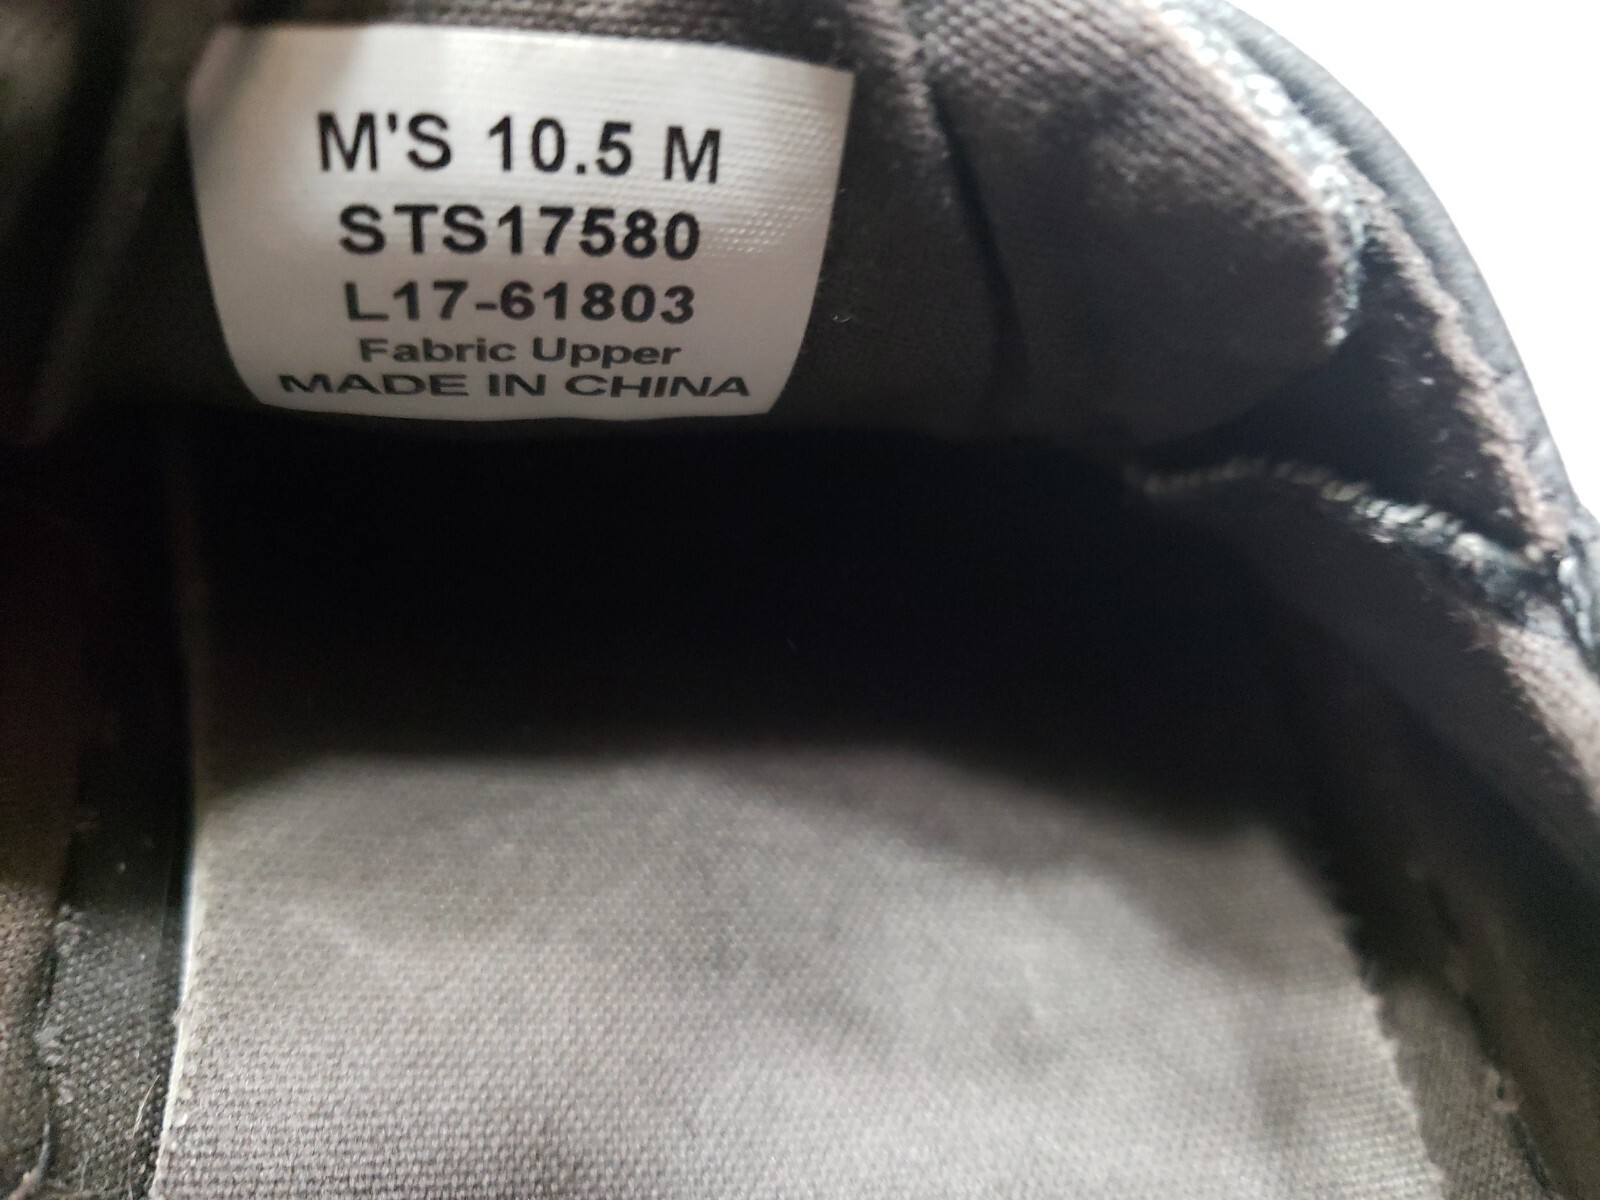 M'S 10.5 M
STS17580
L17-61803
Fabric Upper
MADE IN CHINA